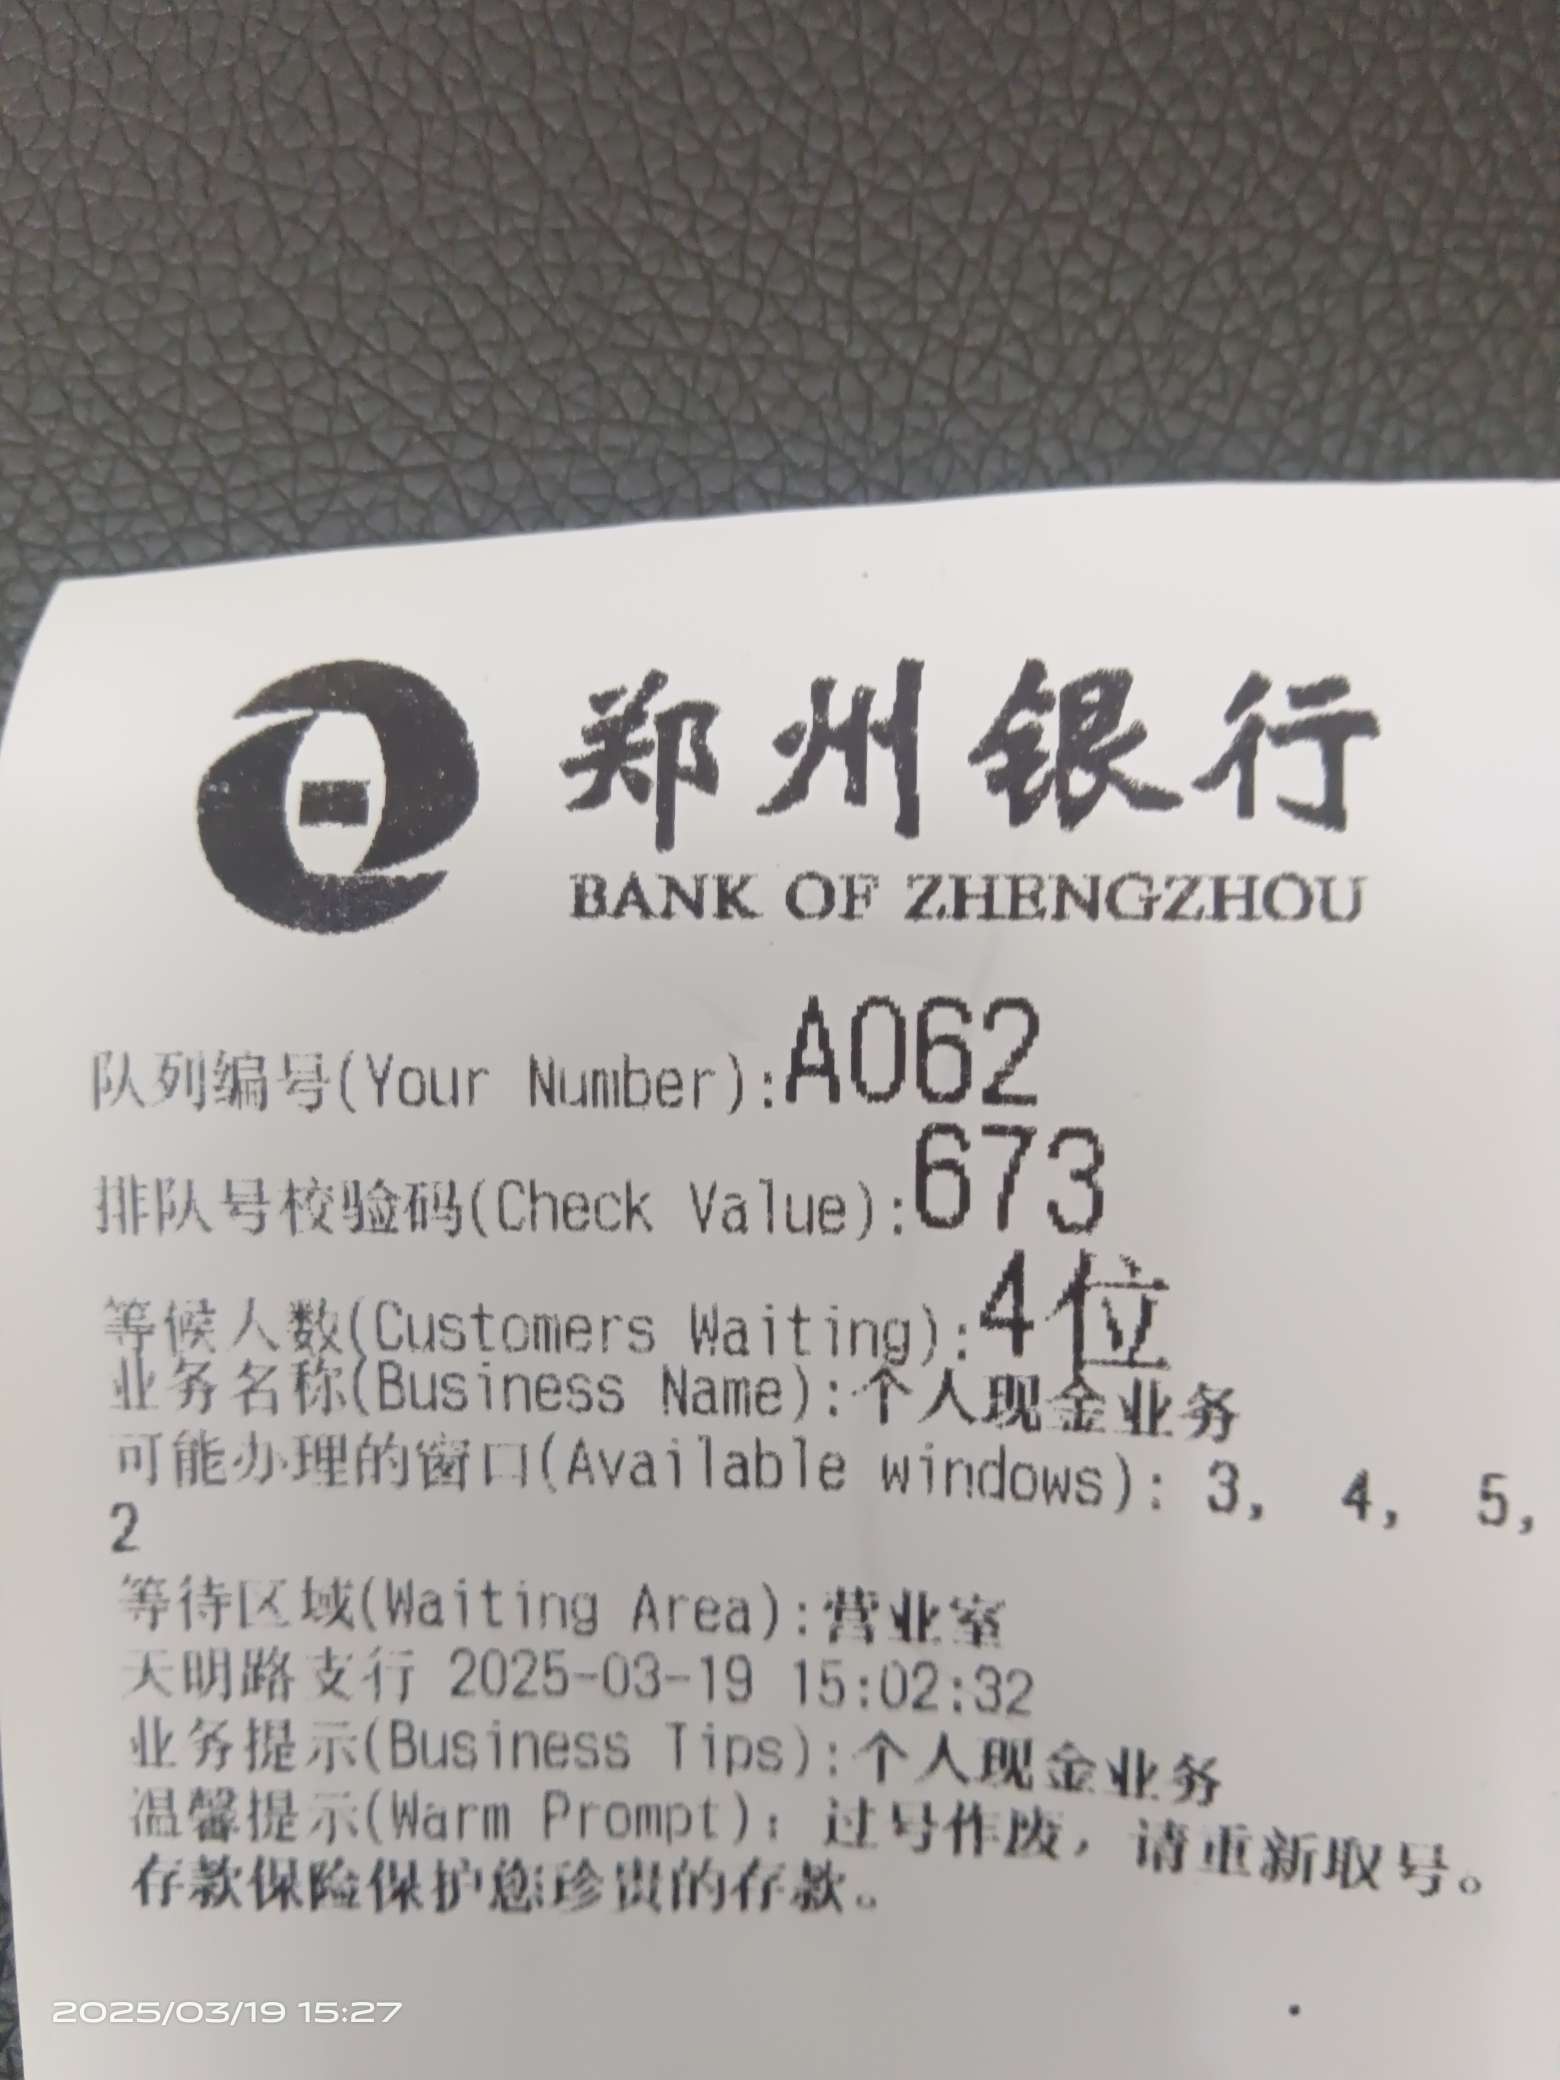 郑州银行
BANK OF ZHENGZHOU
队列编号(Your Number):A062
排队号校验码(Check Value):673
等候人数(Customers Waiting):4位
业务名称(Business Name):个人现金业务
可能办理的窗口(Available windows): 3, 4, 5,
2
等待区域(Waiting Area):营业室
天明路支行 2025-03-19 15:02:32
业务提示(Business Tips):个人现金业务
温馨提示(Warm Prompt): 过号作废，请重新取号。
存款保险保护您珍贵的存款。
2025/03/19 15:27